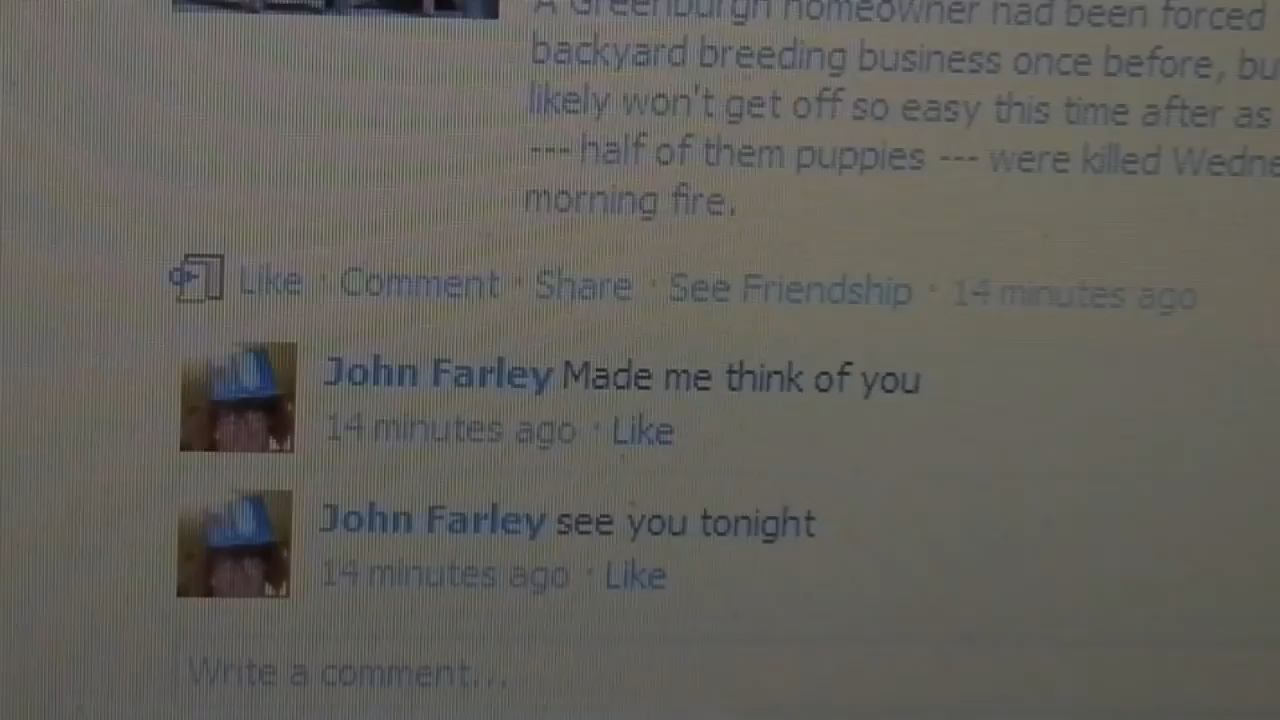 A Greenburgh homeowner had been forced
backyard breeding business once before, bu
likely won't get off so easy this time after as
--- half of them puppies --- were killed Wedne
morning fire.
Like · Comment · Share · See Friendship · 14 minutes ago
John Farley Made me think of you
14 minutes ago · Like
John Farley see you tonight
14 minutes ago · Like
Write a comment...